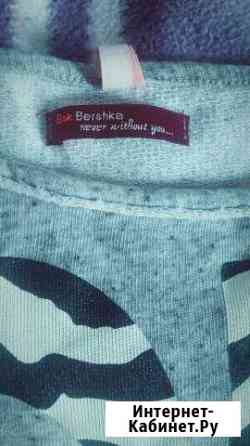 Bsk Bershka
never without you...
Интернет-
Кабинет.Ру